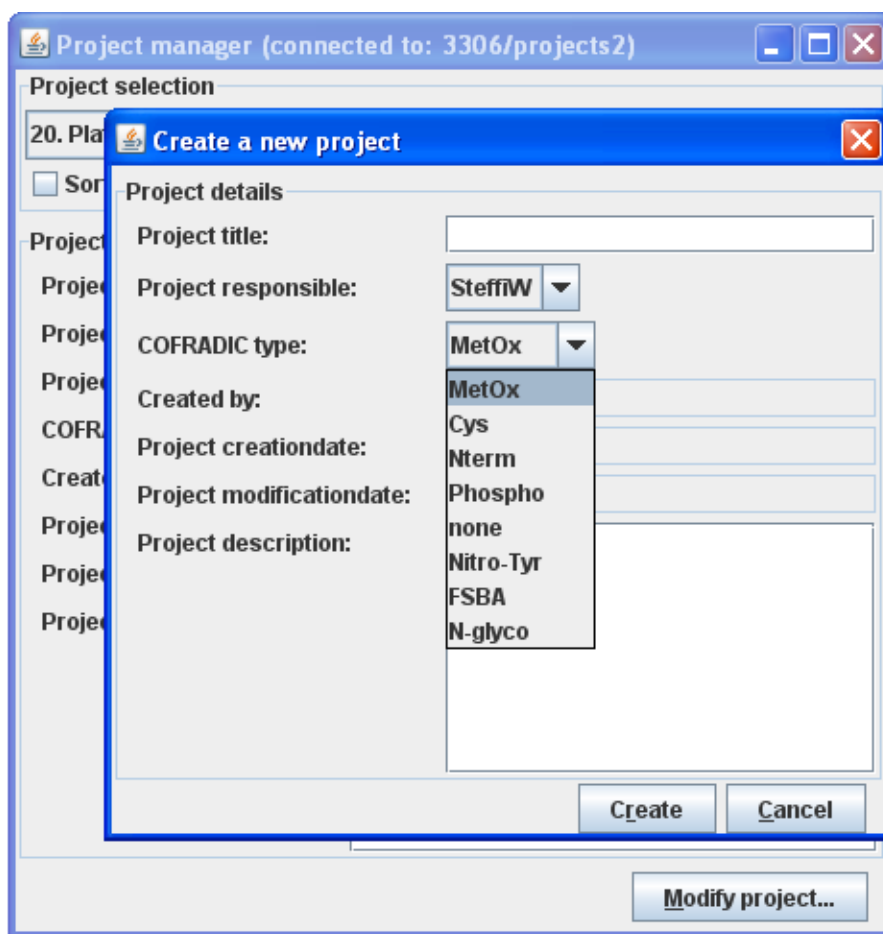 Project manager (connected to: 3306/projects2)
Project selection
20. Pla
Sor
Create a new project
Project details
Project title:
Project responsible: SteffiW
COFRADIC type: MetOx
MetOx
Cys
Nterm
Phospho
none
Nitro-Tyr
FSBA
N-glyco
Created by:
Project creationdate:
Project modificationdate:
Project description:
Project
Proje
Proje
Proje
COFR
Create
Proje
Proje
Proje
Create Cancel
Modify project...